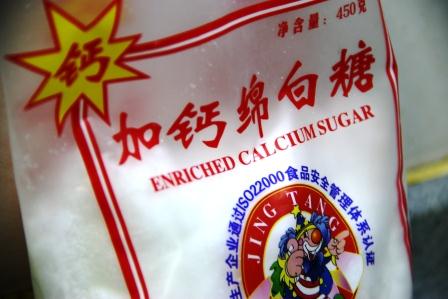 净含量: 450克
钙
加钙绵白糖
ENRICHED CALCIUM SUGAR
生产企业通过ISO22000食品安全管理体系认证
JING TANG